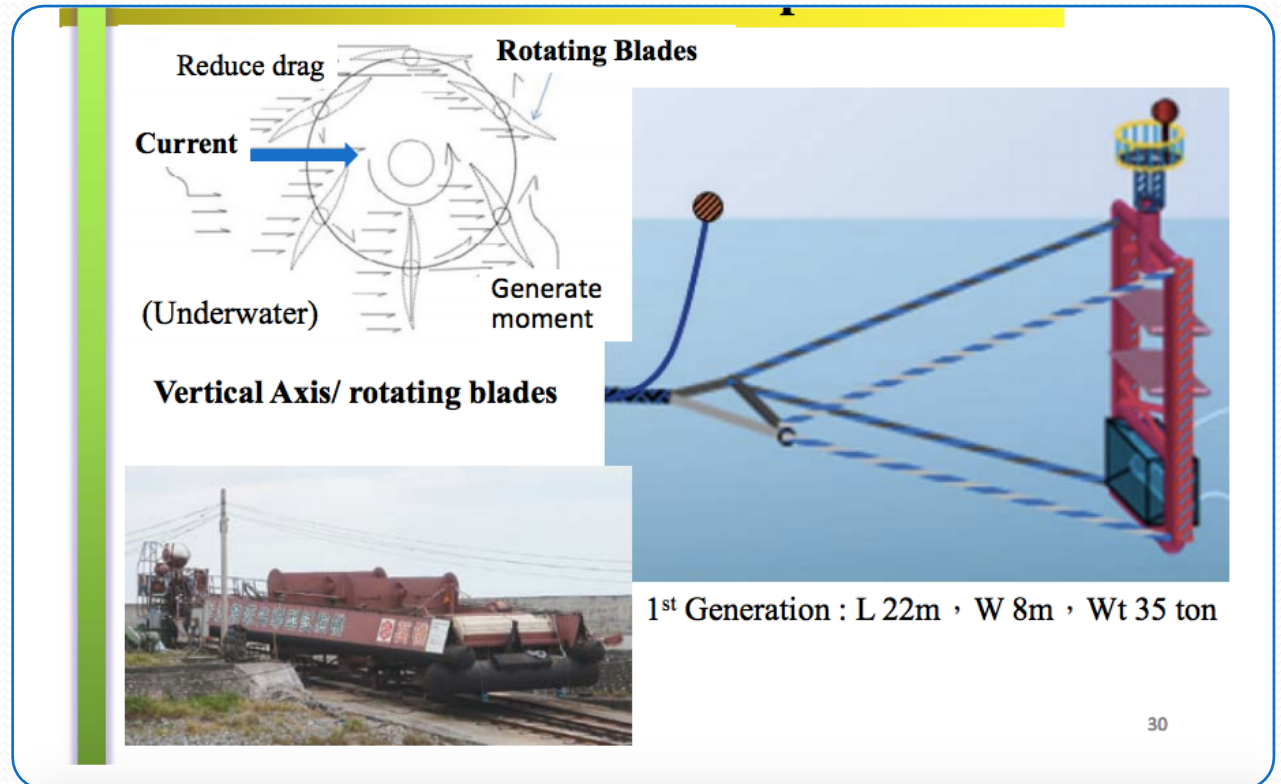 Rotating Blades
Reduce drag
Current
Generate
moment
(Underwater)
Vertical Axis/ rotating blades
1st Generation : L 22m，W 8m，Wt 35 ton
30